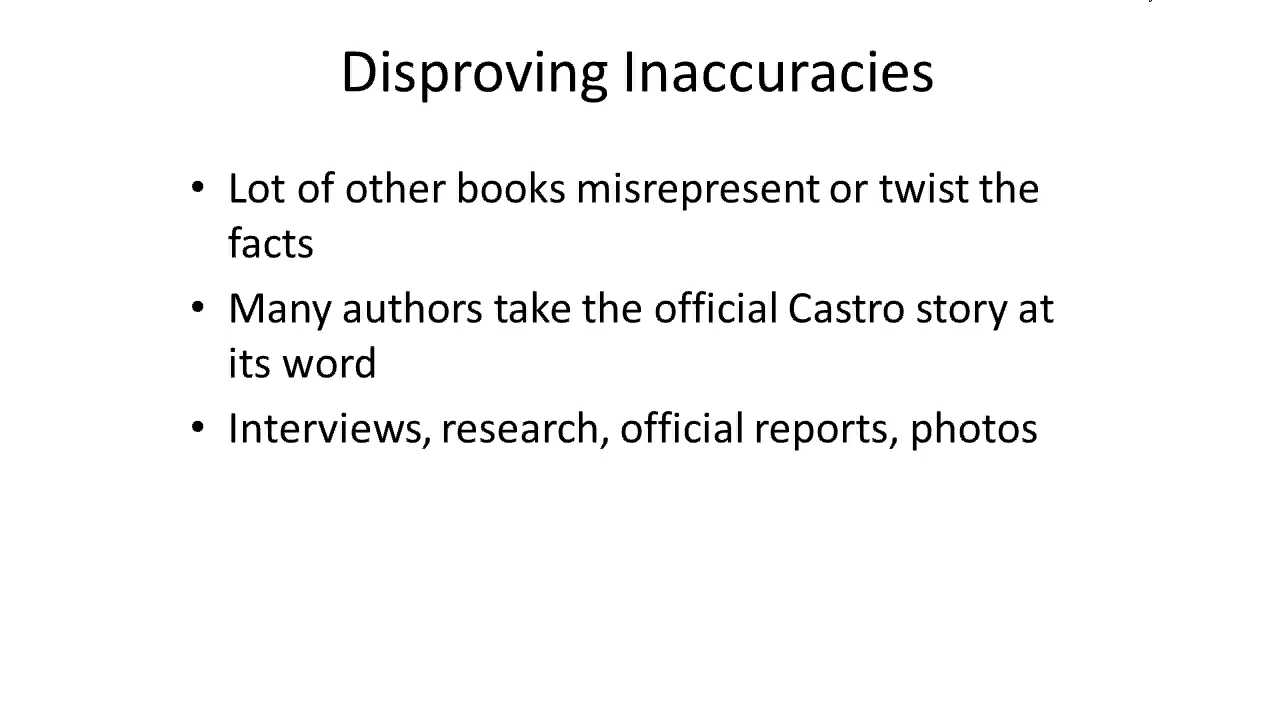 Disproving Inaccuracies
• Lot of other books misrepresent or twist the
facts
• Many authors take the official Castro story at
its word
• Interviews, research, official reports, photos